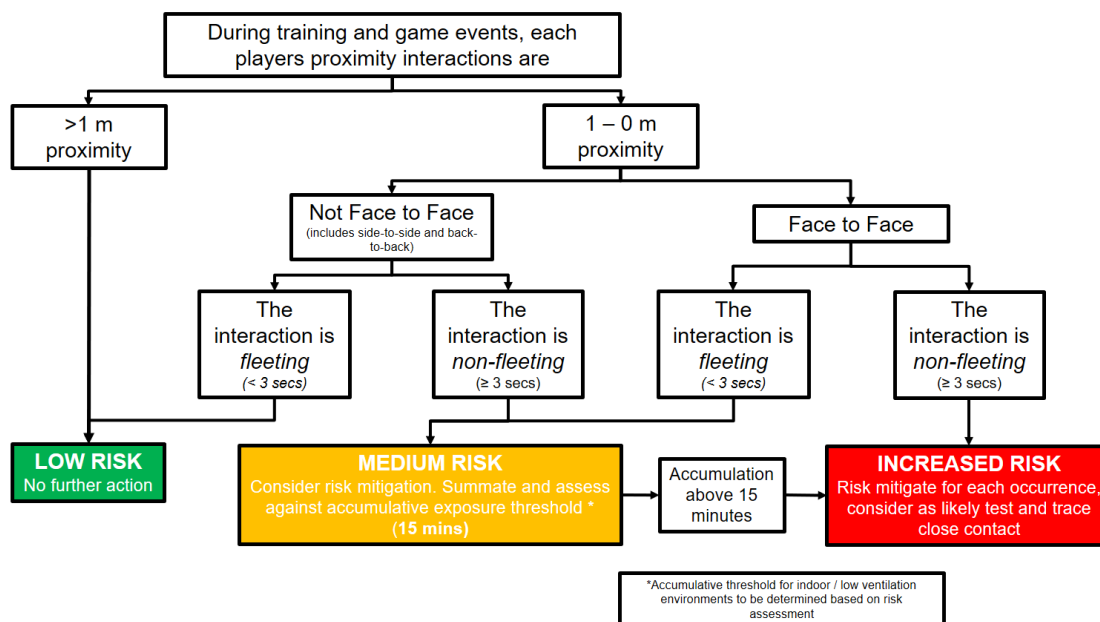 During training and game events, each
players proximity interactions are
>1 m
proximity
1 – 0 m
proximity
Not Face to Face
(includes side-to-side and back-
to-back)
Face to Face
The
interaction is
fleeting
(< 3 secs)
The
interaction is
non-fleeting
(≥ 3 secs)
The
interaction is
fleeting
(< 3 secs)
The
interaction is
non-fleeting
(≥ 3 secs)
LOW RISK
No further action
MEDIUM RISK
Consider risk mitigation. Summate and assess
against accumulative exposure threshold *
(15 mins)
Accumulation
above 15
minutes
INCREASED RISK
Risk mitigate for each occurrence,
consider as likely test and trace
close contact
*Accumulative threshold for indoor / low ventilation
environments to be determined based on risk
assessment